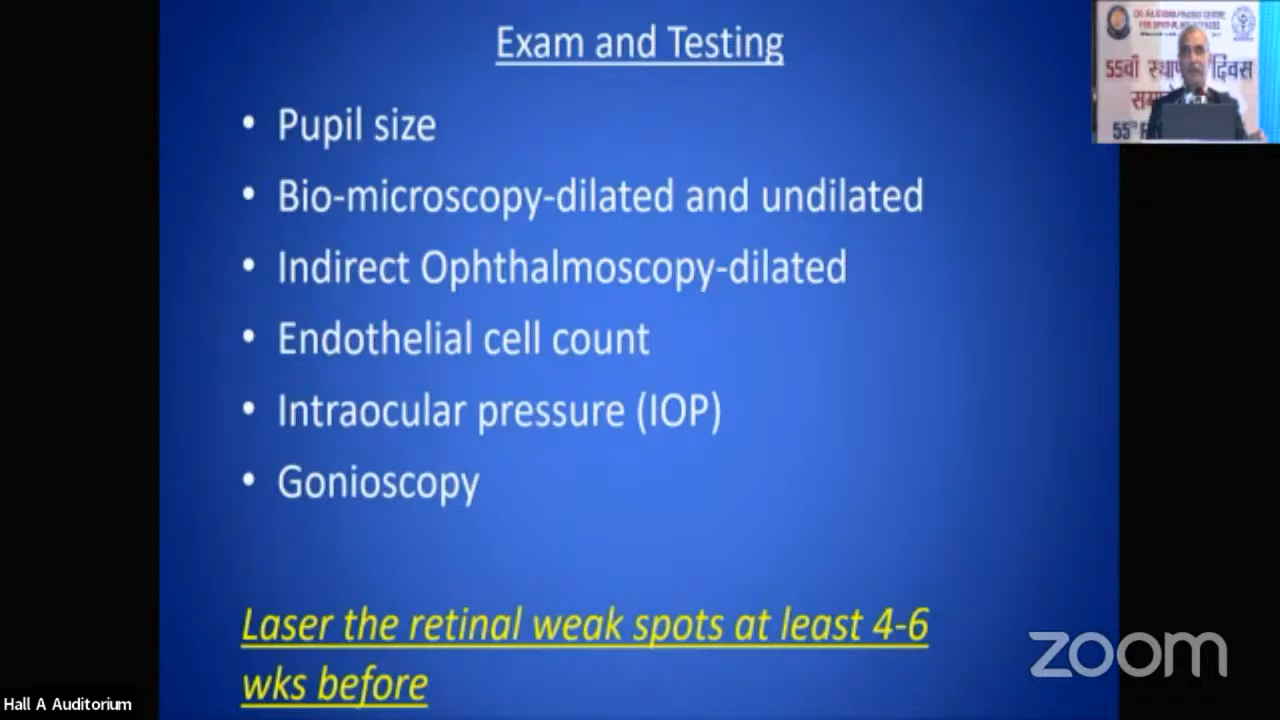 Exam and Testing
• Pupil size
• Bio-microscopy-dilated and undilated
• Indirect Ophthalmoscopy-dilated
• Endothelial cell count
• Intraocular pressure (IOP)
• Gonioscopy
Laser the retinal weak spots at least 4-6
wks before
55वाँ दिवस
55th
zoom
Hall A Auditorium